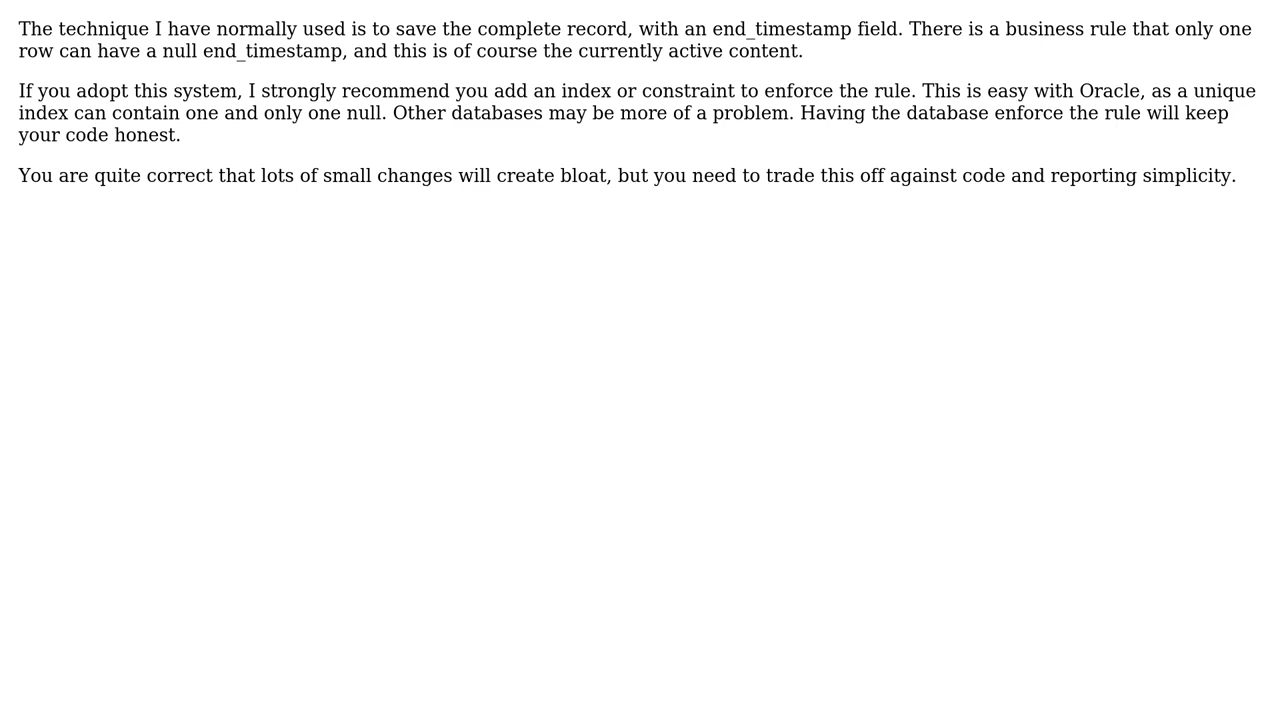 The technique I have normally used is to save the complete record, with an end_timestamp field. There is a business rule that only one
row can have a null end_timestamp, and this is of course the currently active content.
If you adopt this system, I strongly recommend you add an index or constraint to enforce the rule. This is easy with Oracle, as a unique
index can contain one and only one null. Other databases may be more of a problem. Having the database enforce the rule will keep
your code honest.
You are quite correct that lots of small changes will create bloat, but you need to trade this off against code and reporting simplicity.